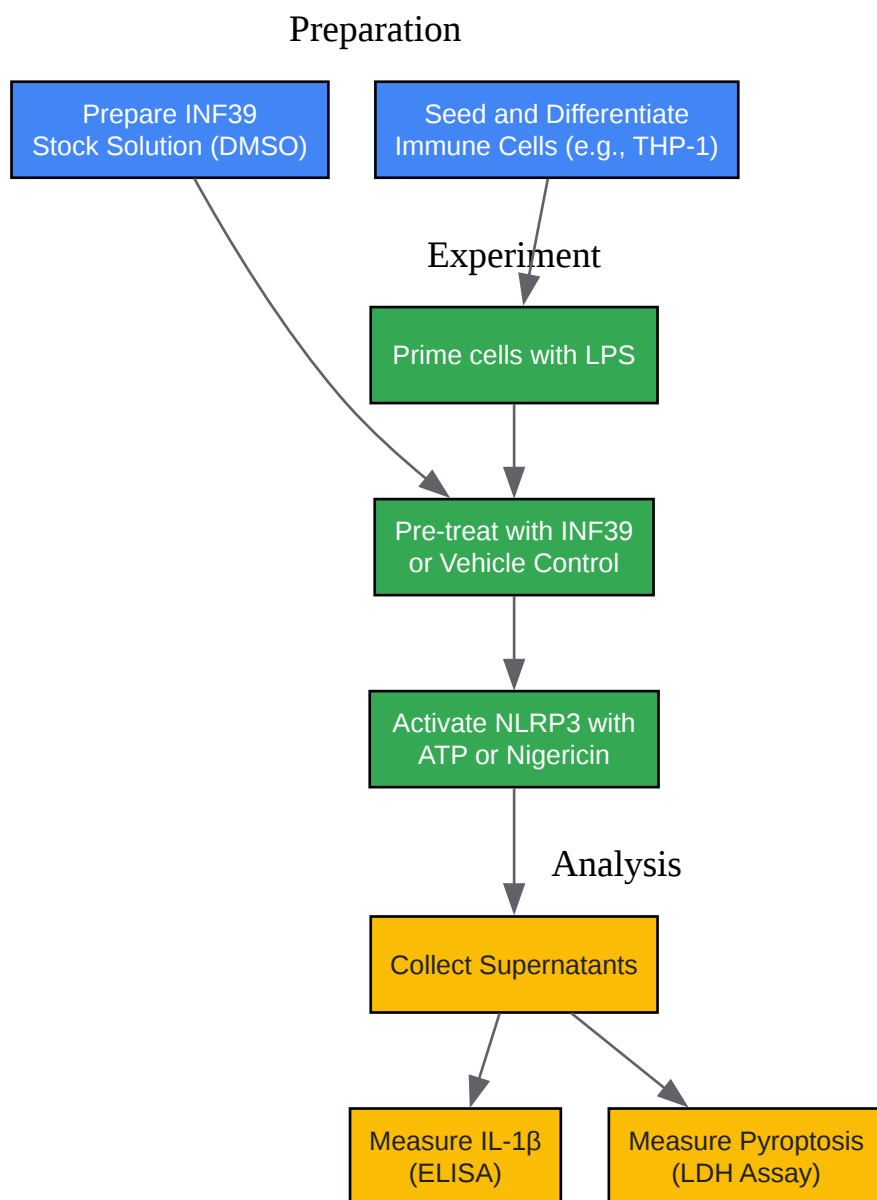 Preparation
Prepare INF39
Stock Solution (DMSO)
Seed and Differentiate
Immune Cells (e.g., THP-1)
Experiment
Prime cells with LPS
Pre-treat with INF39
or Vehicle Control
Activate NLRP3 with
ATP or Nigericin
Analysis
Collect Supernatants
Measure IL-1β
(ELISA)
Measure Pyroptosis
(LDH Assay)